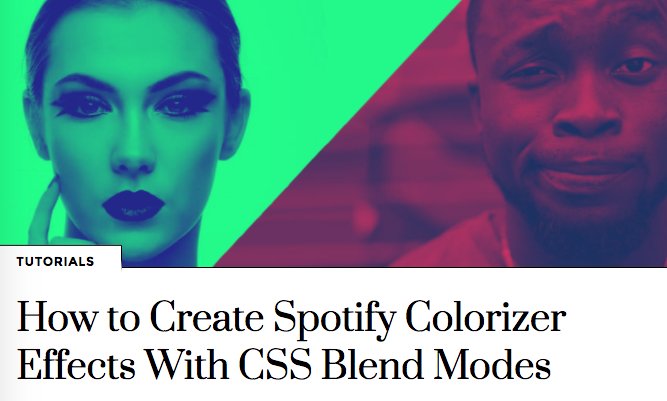 TUTORIALS
How to Create Spotify Colorizer
Effects With CSS Blend Modes